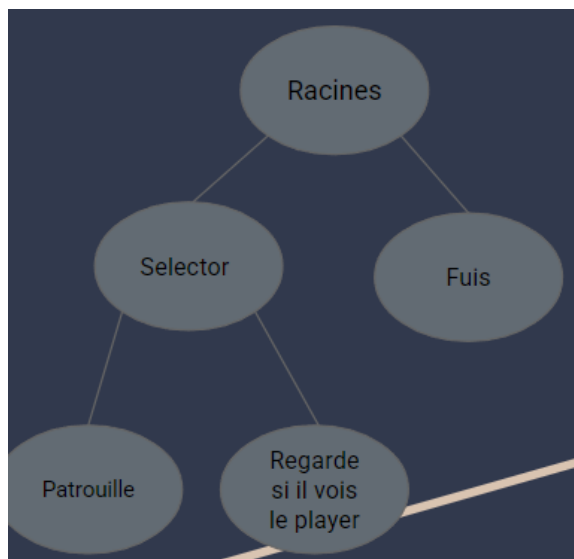 Racines
Selector
Fuis
Patrouille
Regarde
si il vois
le player